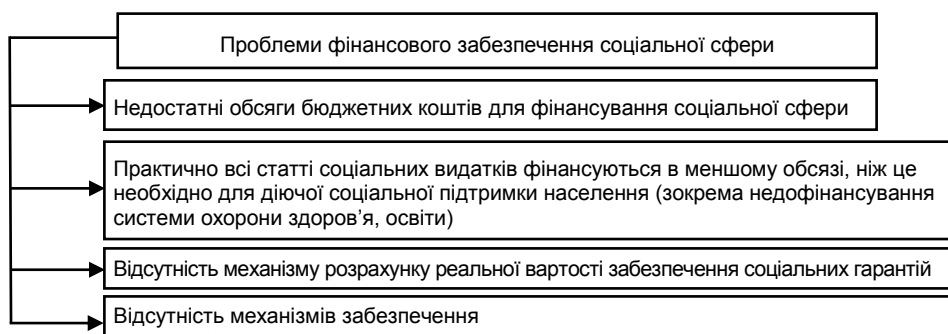 Проблеми фінансового забезпечення соціальної сфери
Недостатні обсяги бюджетних коштів для фінансування соціальної сфери
Практично всі статті соціальних видатків фінансуються в меншому обсязі, ніж це
необхідно для діючої соціальної підтримки населення (зокрема недофінансування
системи охорони здоров’я, освіти)
Відсутність механізму розрахунку реальної вартості забезпечення соціальних гарантій
Відсутність механізмів забезпечення